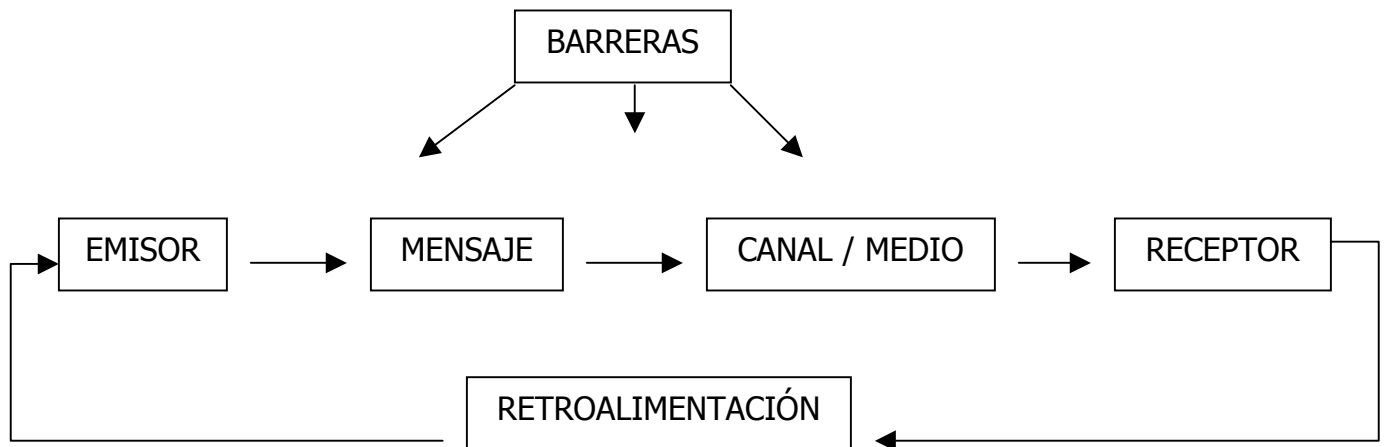 BARRERAS
EMISOR
MENSAJE
CANAL / MEDIO
RECEPTOR
RETROALIMENTACIÓN